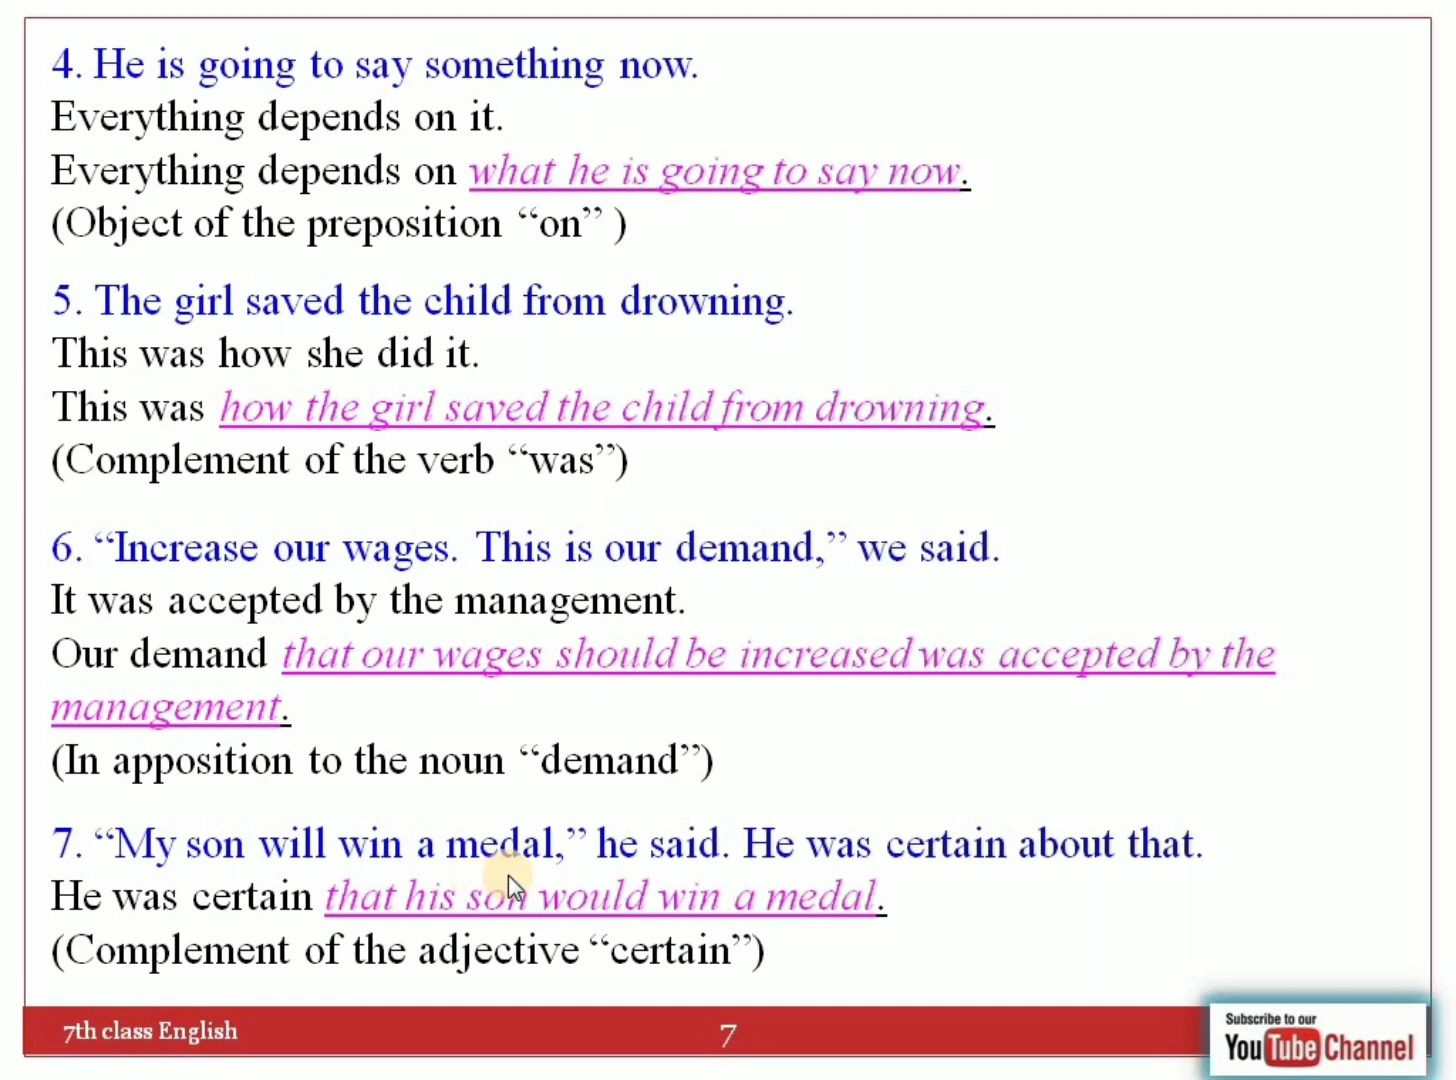 4. He is going to say something now.
Everything depends on it.
Everything depends on what he is going to say now.
(Object of the preposition “on” )
5. The girl saved the child from drowning.
This was how she did it.
This was how the girl saved the child from drowning.
(Complement of the verb “was”)
6. “Increase our wages. This is our demand,” we said.
It was accepted by the management.
Our demand that our wages should be increased was accepted by the
management.
(In apposition to the noun “demand”)
7. “My son will win a medal,” he said. He was certain about that.
He was certain that his son would win a medal.
(Complement of the adjective “certain”)
7th class English
7
Subscribe to our
YouTube Channel